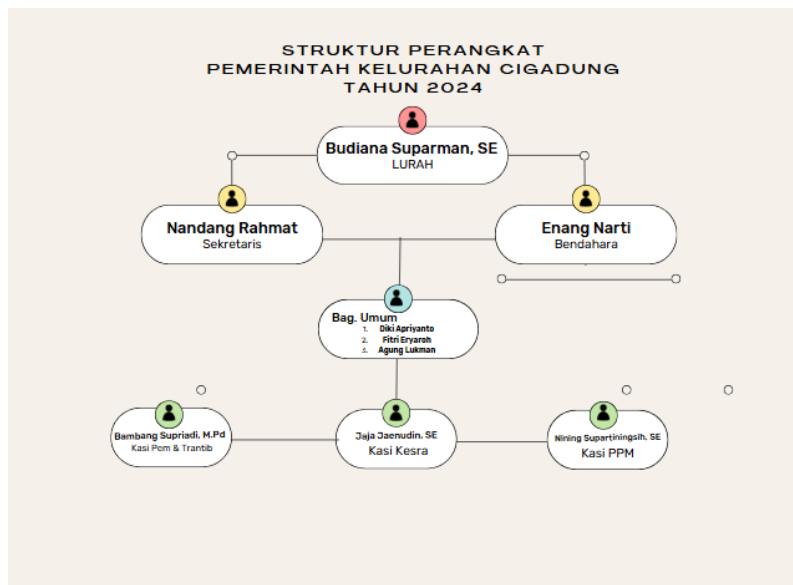 STRUKTUR PERANGKAT
PEMERINTAH KELURAHAN CIGADUNG
TAHUN 2024
Budiana Suparman, SE
LURAH
Nandang Rahmat
Sekretaris
Enang Narti
Bendahara
Bag. Umum
1. Diki Apriyanto
2. Fitri Eryaroh
3. Agung Lukman
Bambang Supriadi, M.Pd
Kasi Pem & Trantib
Jaja Jaenudin, SE
Kasi Kesra
Nining Supartiningsih, SE
Kasi PPM